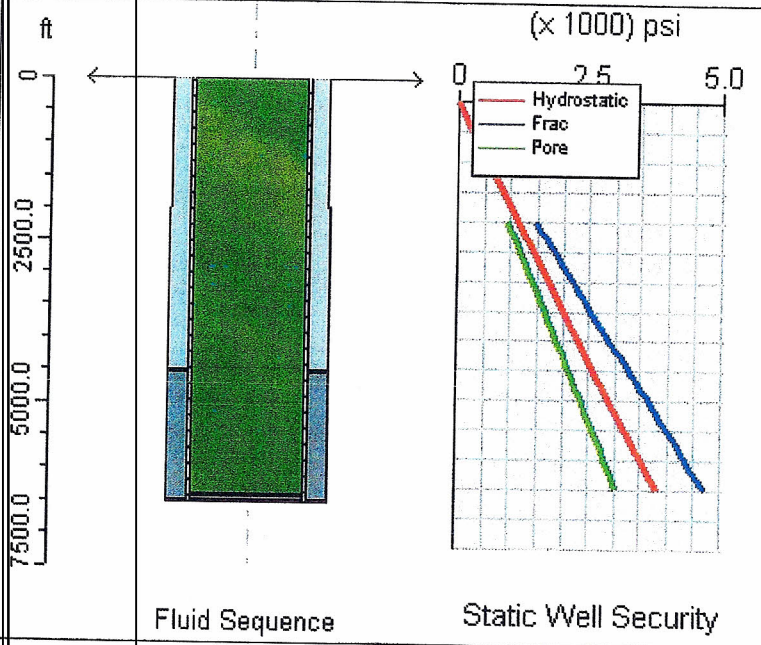 ft
(x 1000) psi
0
2500.0
5000.0
7500.0
0
2.5
5.0
Hydrostatic
Frac
Pore
Fluid Sequence
Static Well Security